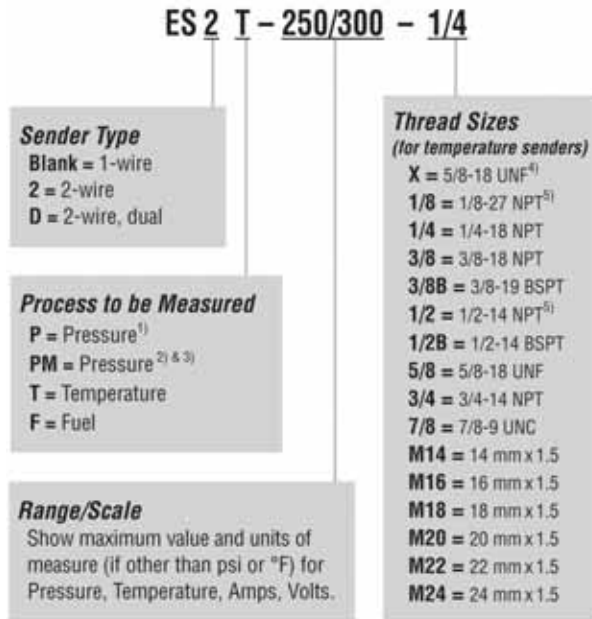 ES 2 T – 250/300 – 1/4
Sender Type
Blank = 1-wire
2 = 2-wire
D = 2-wire, dual
Process to be Measured
P = Pressure1)
PM = Pressure 2) & 3)
T = Temperature
F = Fuel
Range/Scale
Show maximum value and units of
measure (if other than psi or °F) for
Pressure, Temperature, Amps, Volts.
Thread Sizes
(for temperature senders)
X = 5/8-18 UNF4)
1/8 = 1/8-27 NPT5)
1/4 = 1/4-18 NPT
3/8 = 3/8-18 NPT
3/8B = 3/8-19 BSPT
1/2 = 1/2-14 NPT5)
1/2B = 1/2-14 BSPT
5/8 = 5/8-18 UNF
3/4 = 3/4-14 NPT
7/8 = 7/8-9 UNC
M14 = 14 mm x 1.5
M16 = 16 mm x 1.5
M18 = 18 mm x 1.5
M20 = 20 mm x 1.5
M22 = 22 mm x 1.5
M24 = 24 mm x 1.5